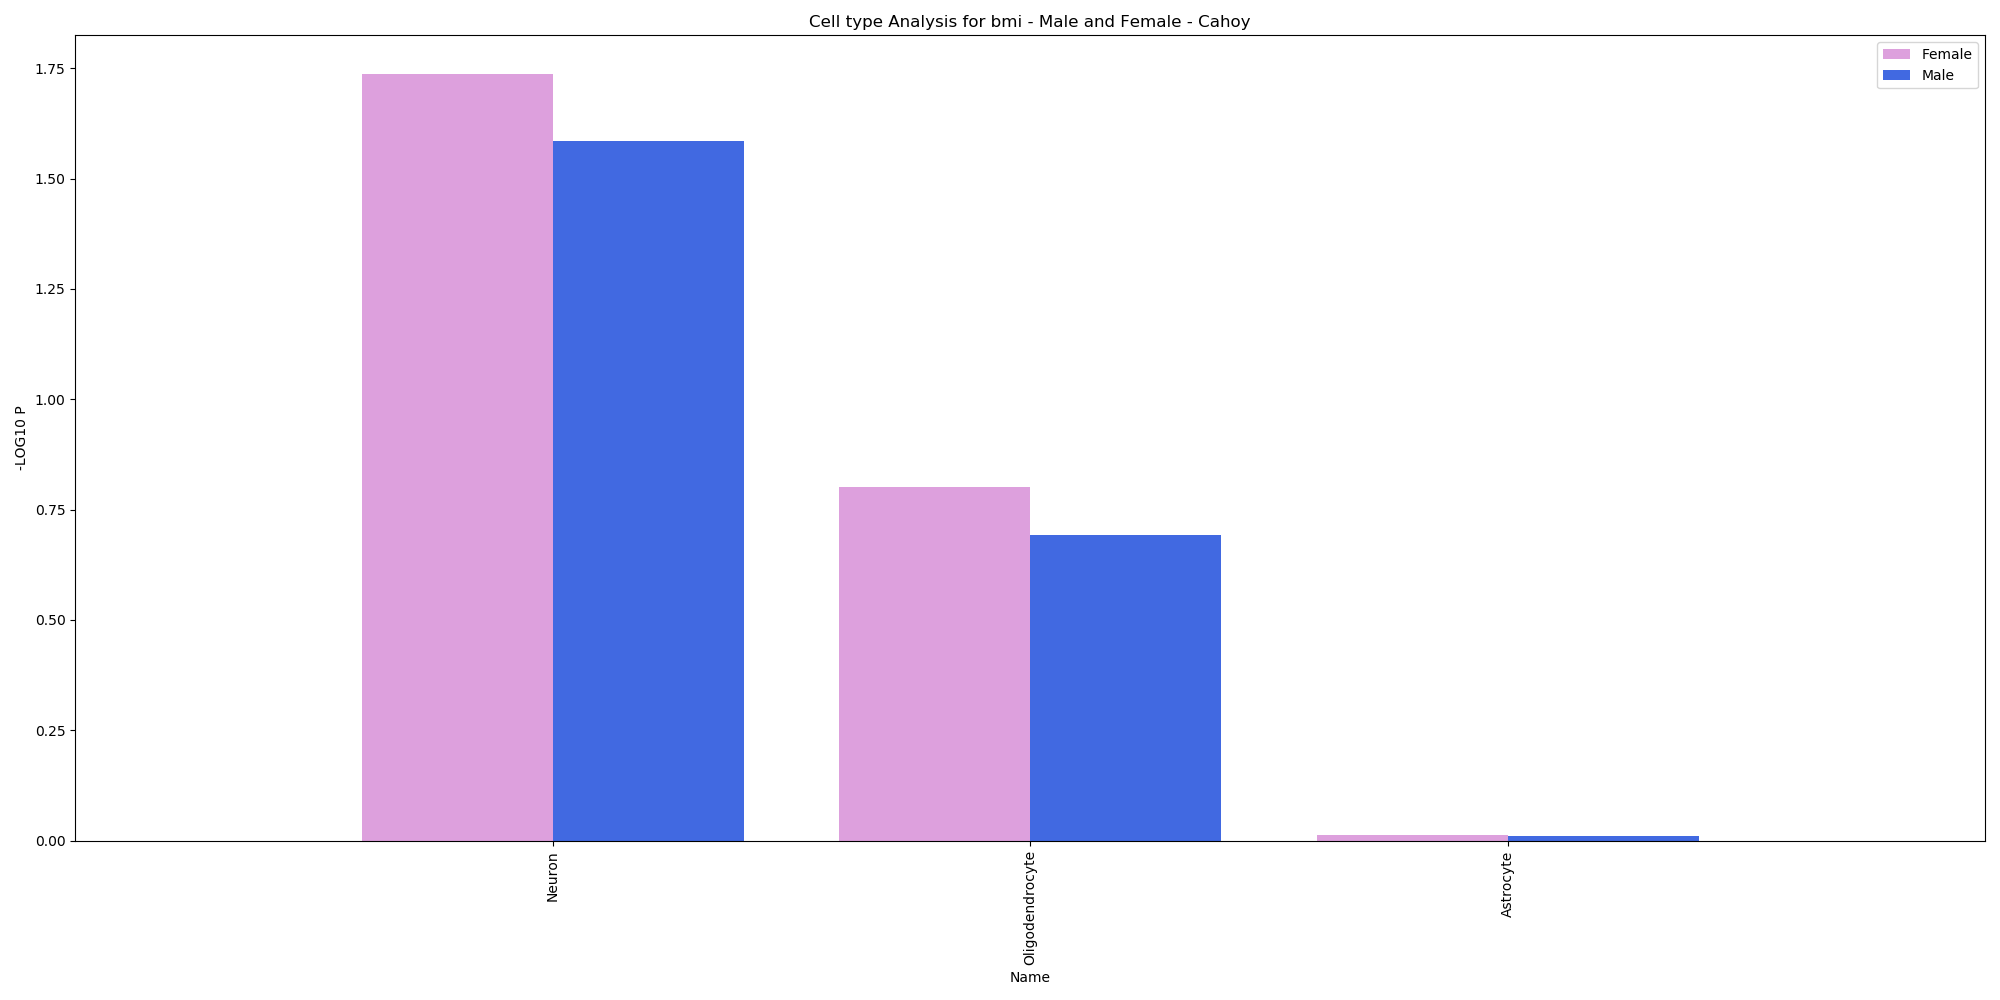 Cell type Analysis for bmi - Male and Female - Cahoy
Female
Male
1.75
1.50
1.25
1.00
0.75
0.50
0.25
0.00
-LOG10 P
Neuron
Oligodendrocyte
Astrocyte
Name